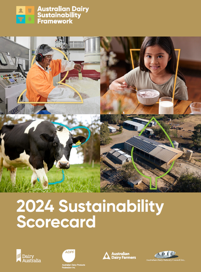 Australian Dairy
Sustainability
Framework
2024 Sustainability
Scorecard
Dairy
Australia
Australian
Dairy Farmers